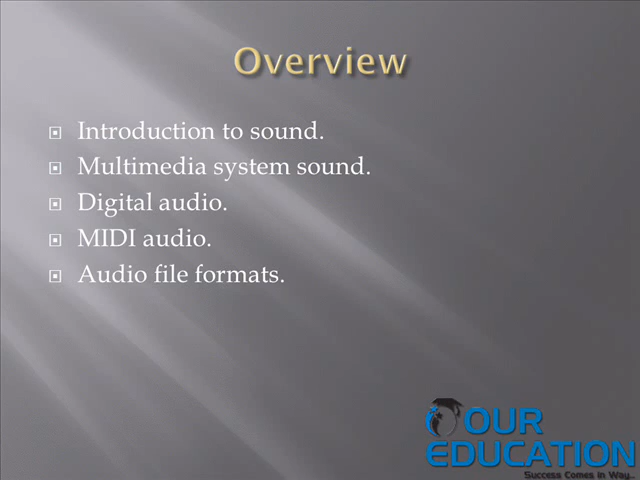 Overview
Introduction to sound.
Multimedia system sound.
Digital audio.
MIDI audio.
Audio file formats.
OUR
EDUCATION
Success Comes in Way..